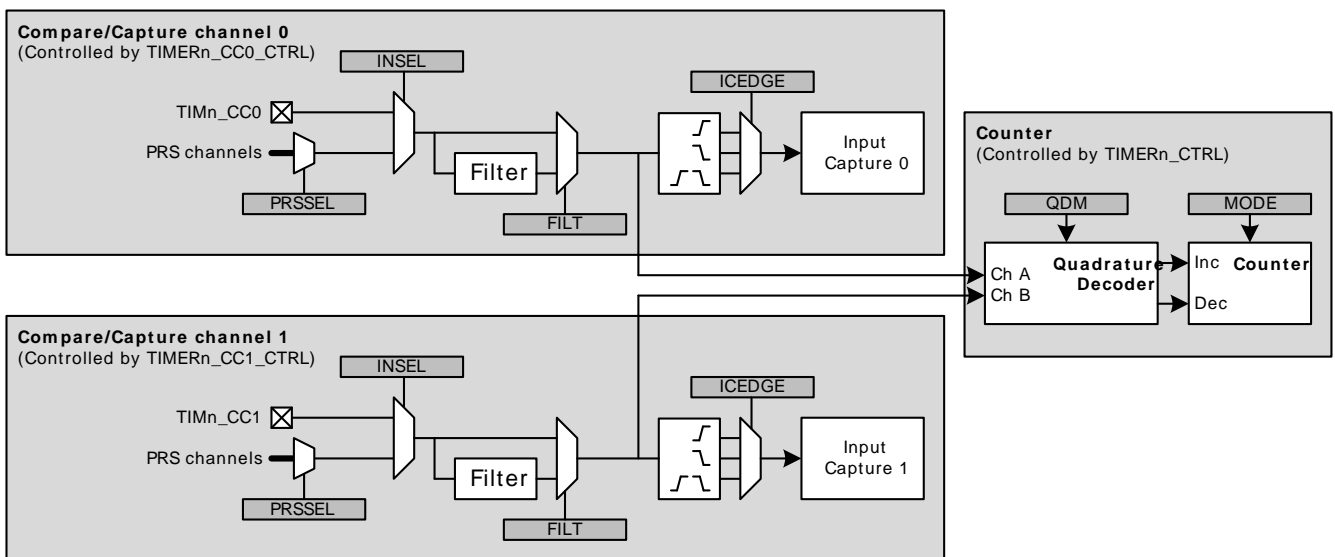 Compare/Capture channel 0
(Controlled by TIMERn_CC0_CTRL)
INSEL
ICEDGE
TIMn_CC0
PRS channels
Filter
Input
Capture 0
PRSSEL
FILT
Counter
(Controlled by TIMERn_CTRL)
QDM
MODE
Ch A
Ch B
Quadrature
Decoder
Inc
Dec
Counter
Compare/Capture channel 1
(Controlled by TIMERn_CC1_CTRL)
INSEL
ICEDGE
TIMn_CC1
PRS channels
Filter
Input
Capture 1
PRSSEL
FILT